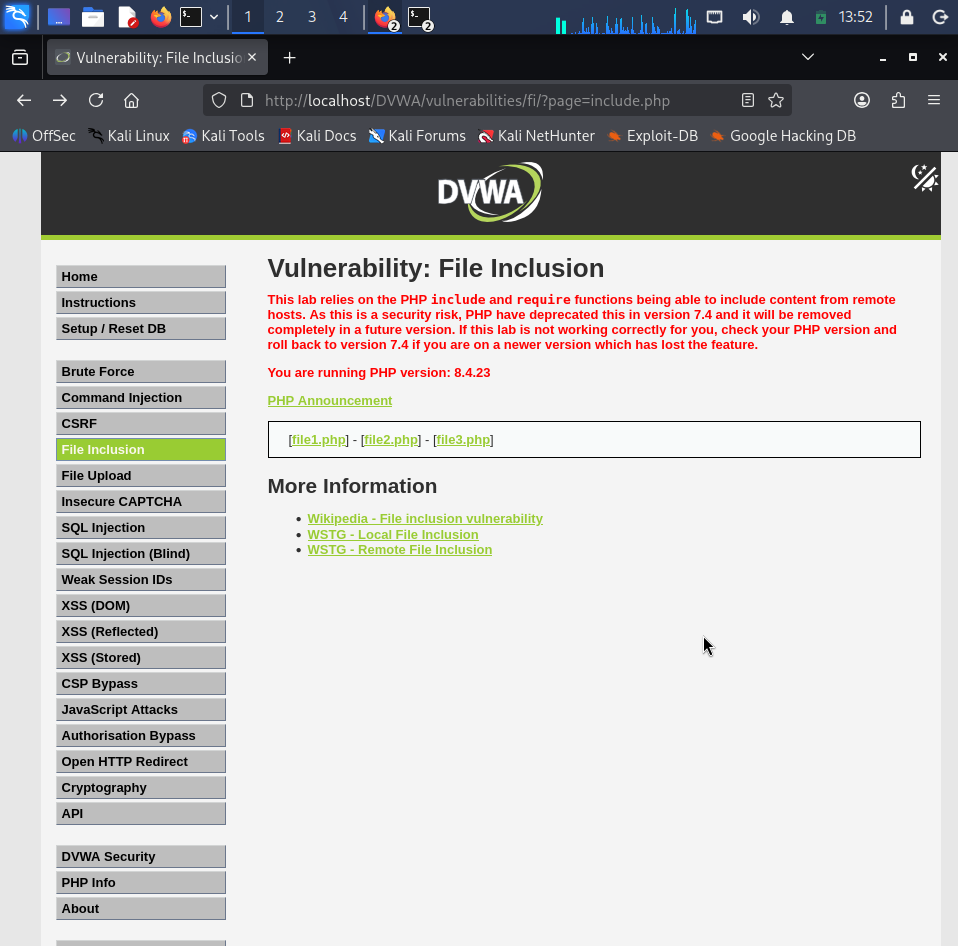 1 2 3 4 2 2 13:52
Vulnerability: File Inclusio
http://localhost/DVWA/vulnerabilities/fi/?page=include.php
OffSec Kali Linux Kali Tools Kali Docs Kali Forums Kali NetHunter Exploit-DB Google Hacking DB
DVWA
Home
Instructions
Setup / Reset DB
Brute Force
Command Injection
CSRF
File Inclusion
File Upload
Insecure CAPTCHA
SQL Injection
SQL Injection (Blind)
Weak Session IDs
XSS (DOM)
XSS (Reflected)
XSS (Stored)
CSP Bypass
JavaScript Attacks
Authorisation Bypass
Open HTTP Redirect
Cryptography
API
DVWA Security
PHP Info
About
Vulnerability: File Inclusion
This lab relies on the PHP include and require functions being able to include content from remote
hosts. As this is a security risk, PHP have deprecated this in version 7.4 and it will be removed
completely in a future version. If this lab is not working correctly for you, check your PHP version and
roll back to version 7.4 if you are on a newer version which has lost the feature.
You are running PHP version: 8.4.23
PHP Announcement
[file1.php] - [file2.php] - [file3.php]
More Information
• Wikipedia - File inclusion vulnerability
• WSTG - Local File Inclusion
• WSTG - Remote File Inclusion